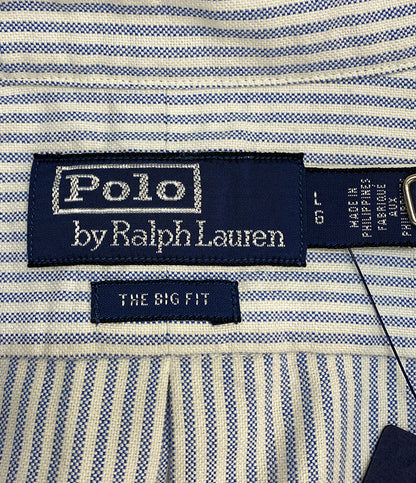 Polo
by Ralph Lauren
THE BIG FIT
L
G
MADE IN
PHILIPPINES
FABRIQUE
AUX